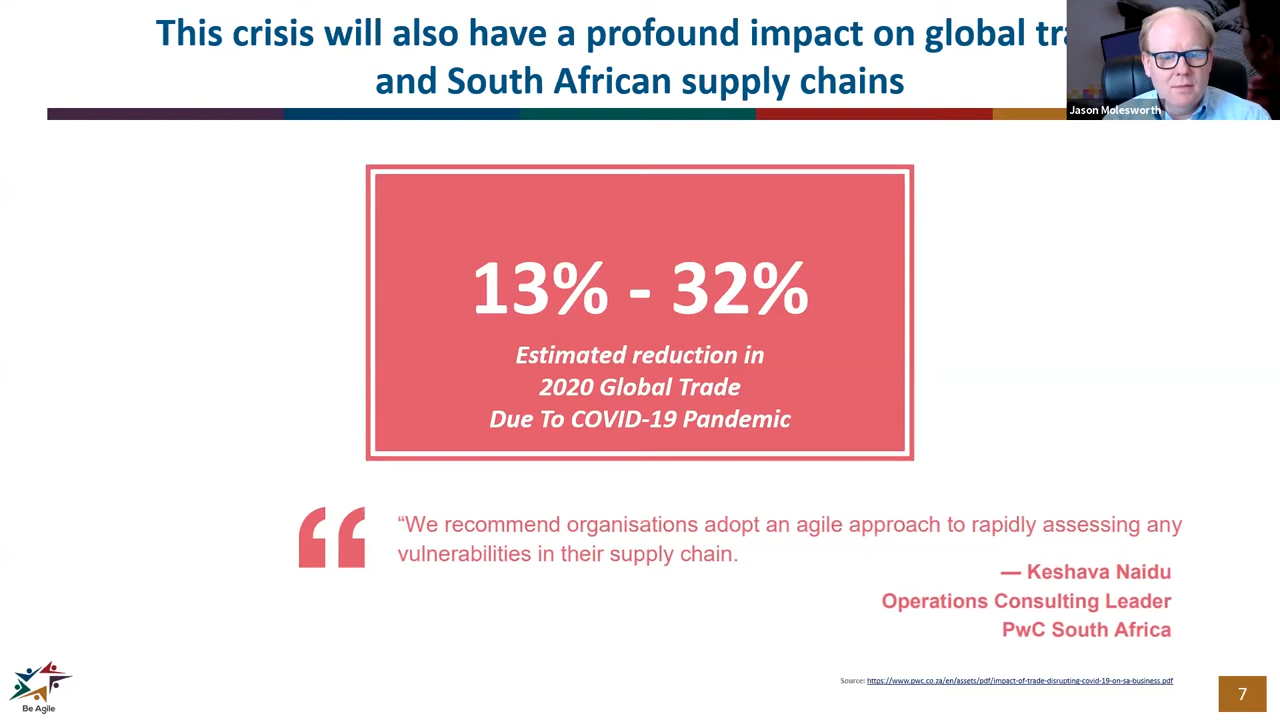 This crisis will also have a profound impact on global
and South African supply chains
Jason Molesworth
13% - 32%
Estimated reduction in
2020 Global Trade
Due To COVID-19 Pandemic
“We recommend organisations adopt an agile approach to rapidly assessing any
vulnerabilities in their supply chain.
— Keshava Naidu
Operations Consulting Leader
PwC South Africa
Source: https://www.pwc.co.za/en/assets/pdf/impact-of-trade-disrupting-covid-19-on-sa-business.pdf
Be Agile
7